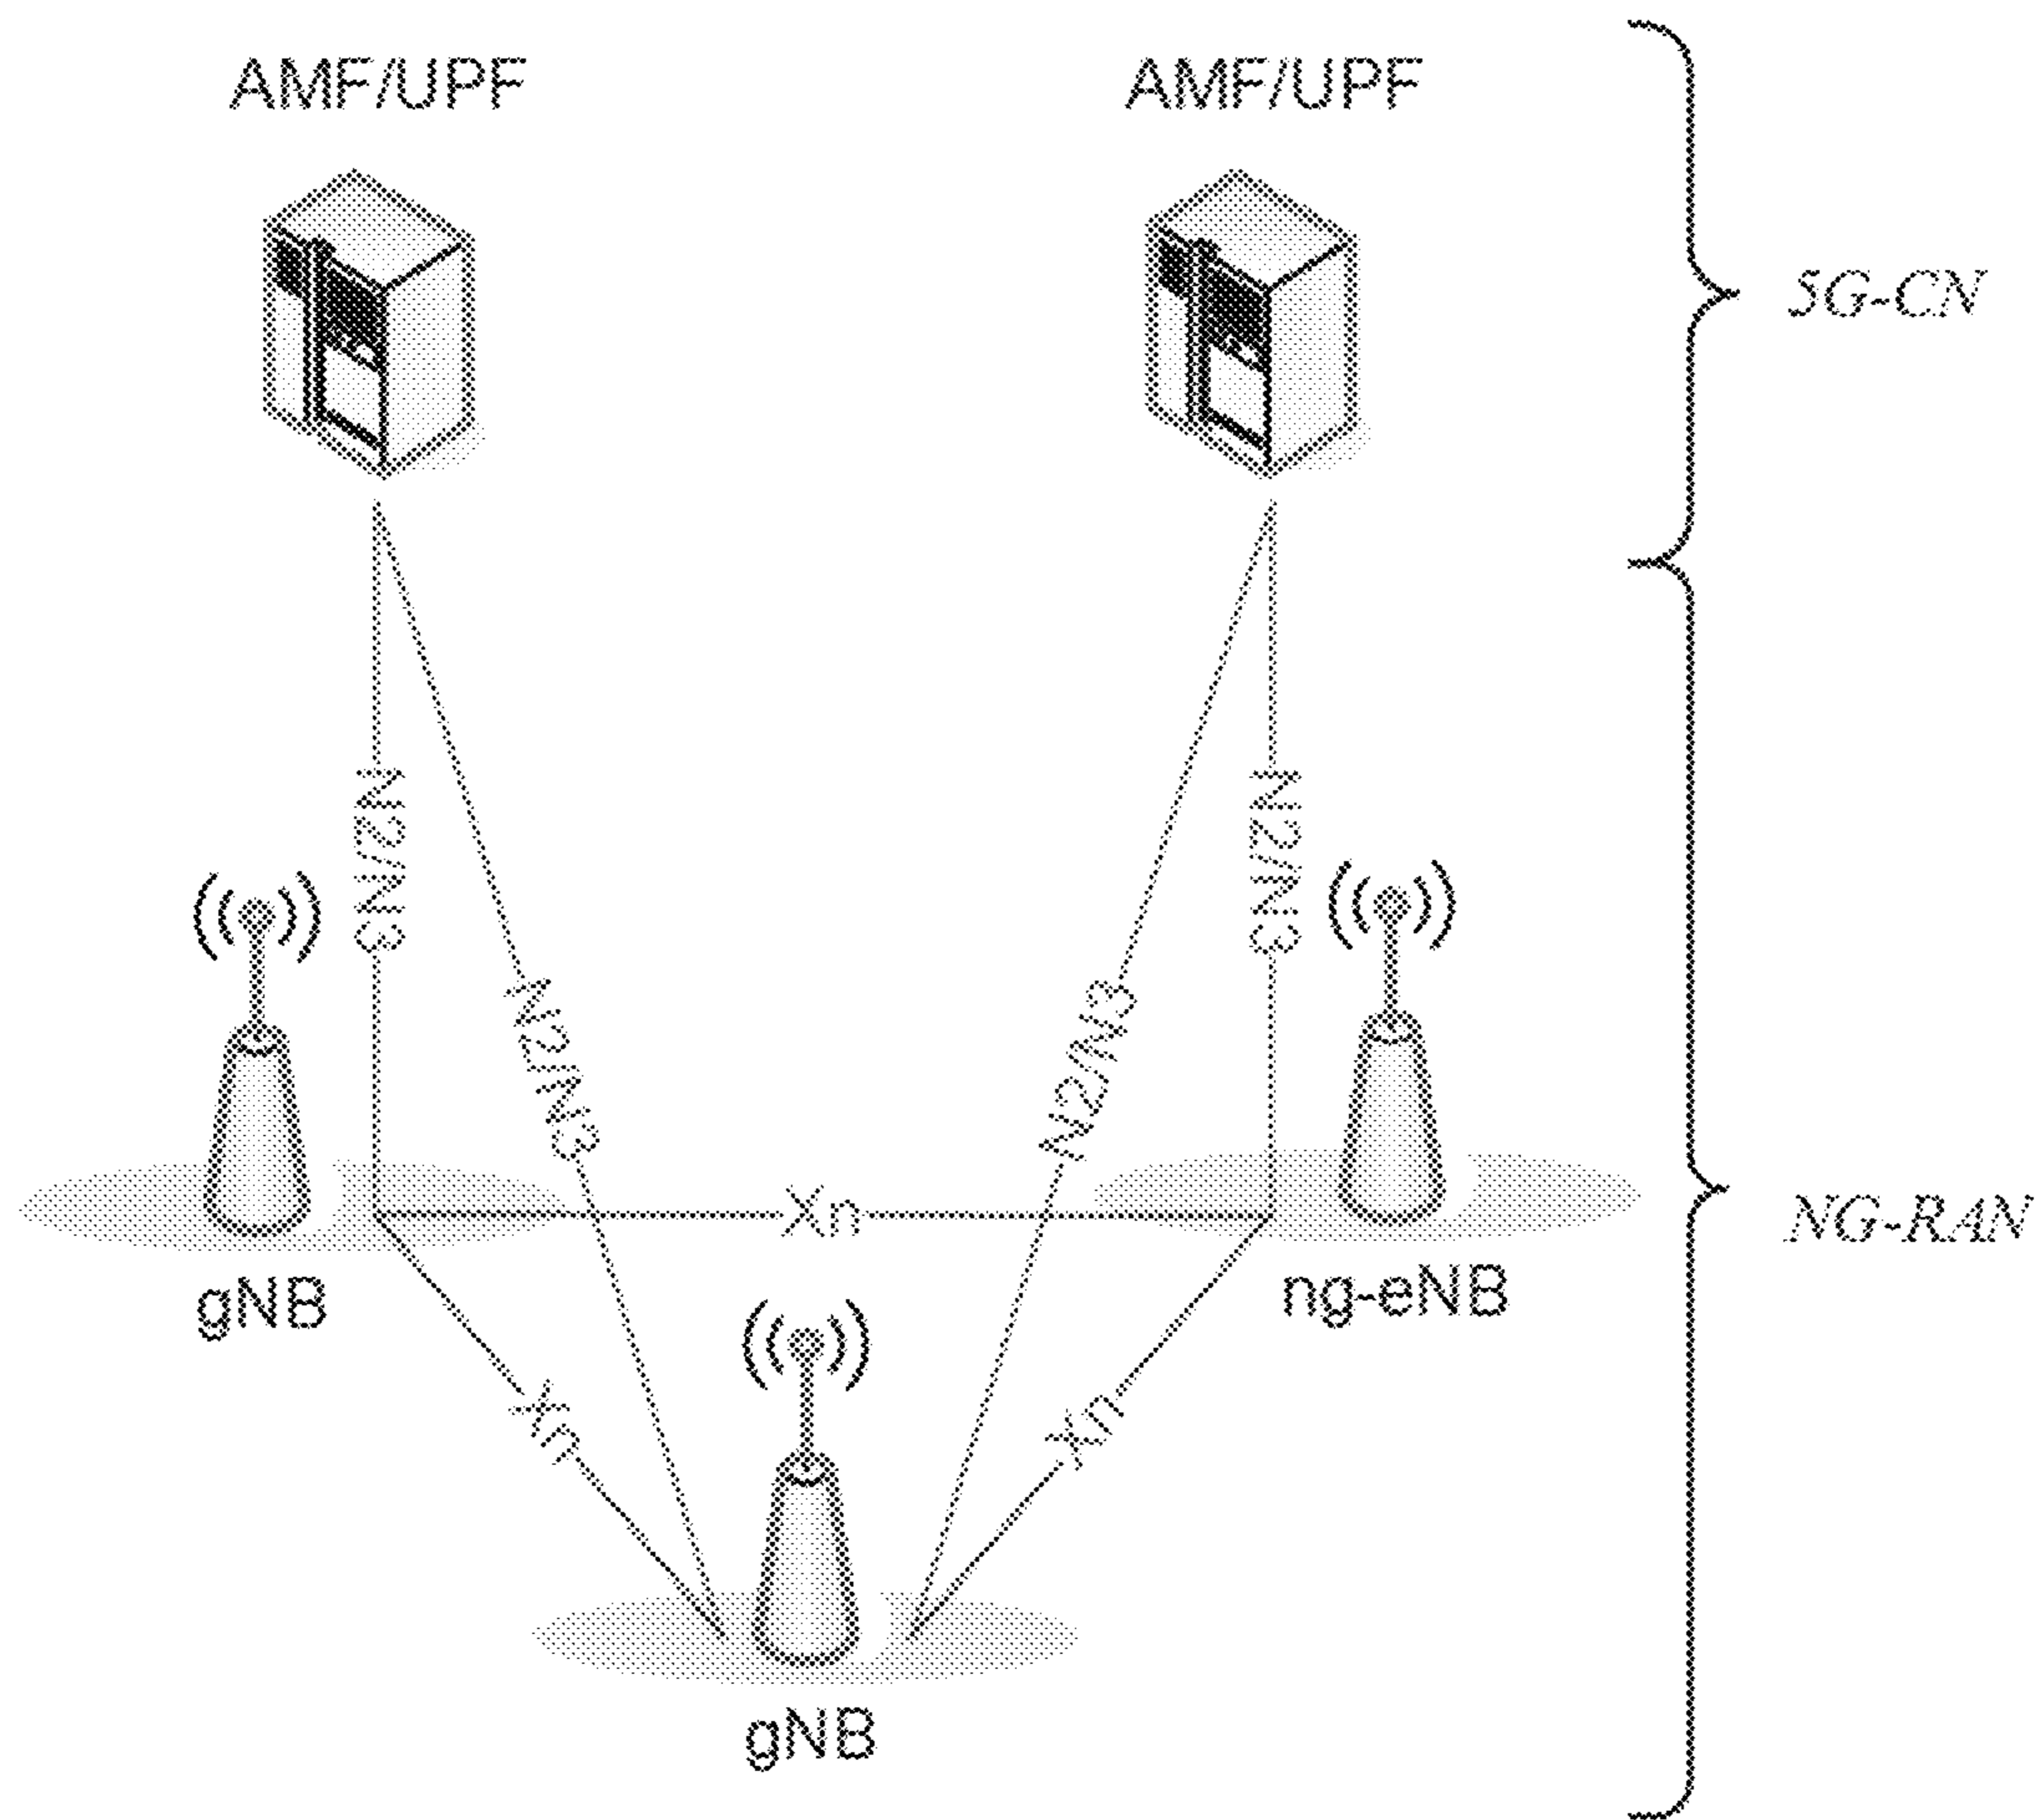 AMF/UPF
AMF/UPF
5G-CN
N2/N3
N2/N3
N2/N3
N2/N3
Xn
NG-RAN
gNB
ng-eNB
Xn
Xn
gNB